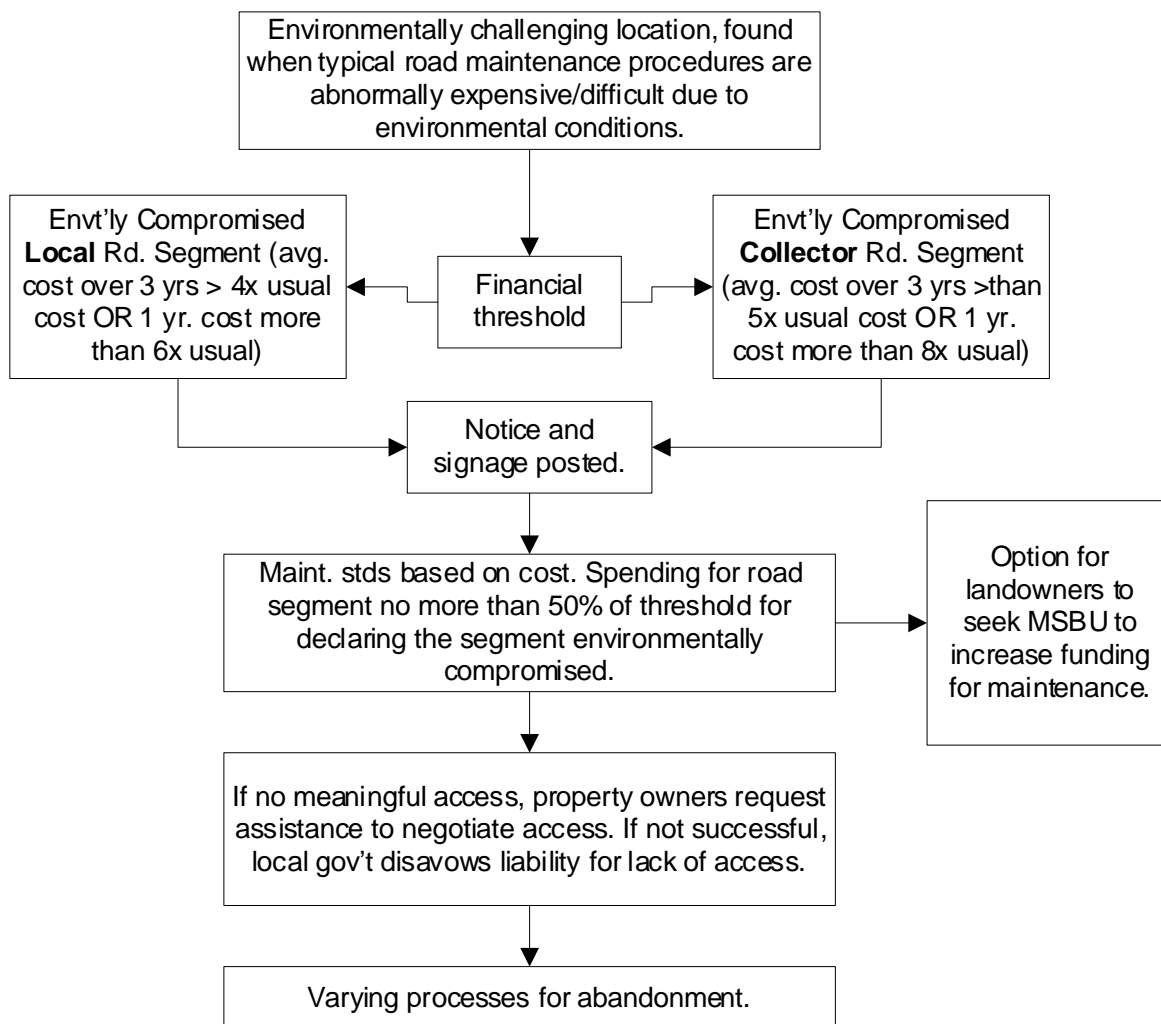 Environmentally challenging location, found
when typical road maintenance procedures are
abnormally expensive/difficult due to
environmental conditions.
Envt'ly Compromised
Local Rd. Segment (avg.
cost over 3 yrs > 4x usual
cost OR 1 yr. cost more
than 6x usual)
Financial
threshold
Envt'ly Compromised
Collector Rd. Segment
(avg. cost over 3 yrs >than
5x usual cost OR 1 yr.
cost more than 8x usual)
Notice and
signage posted.
Maint. stds based on cost. Spending for road
segment no more than 50% of threshold for
declaring the segment environmentally
compromised.
Option for
landowners to
seek MSBU to
increase funding
for maintenance.
If no meaningful access, property owners request
assistance to negotiate access. If not successful,
local gov't disavows liability for lack of access.
Varying processes for abandonment.